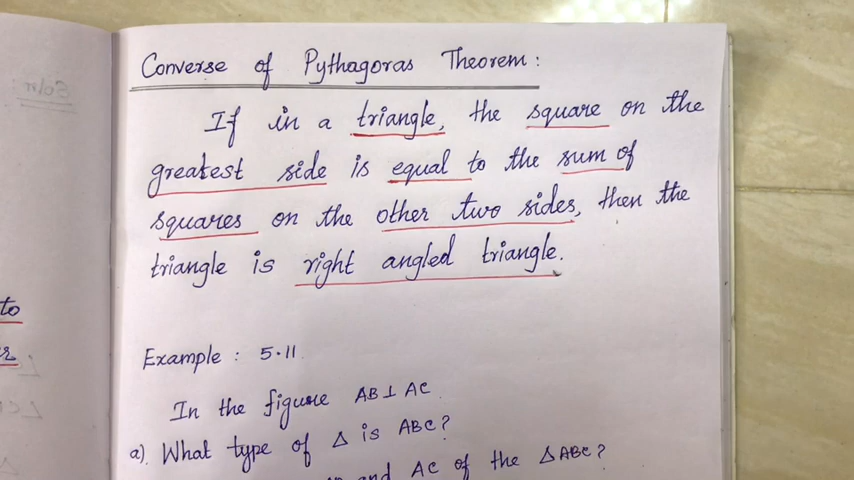 Converse of Pythagoras Theorem:
If in a triangle, the square on the
greatest side is equal to the sum of
squares on the other two sides, then the
triangle is right angled triangle.
Example : 5.11
In the figure AB ⊥ AC
a). What type of Δ is ABC?
and AC of the ΔABC?
to